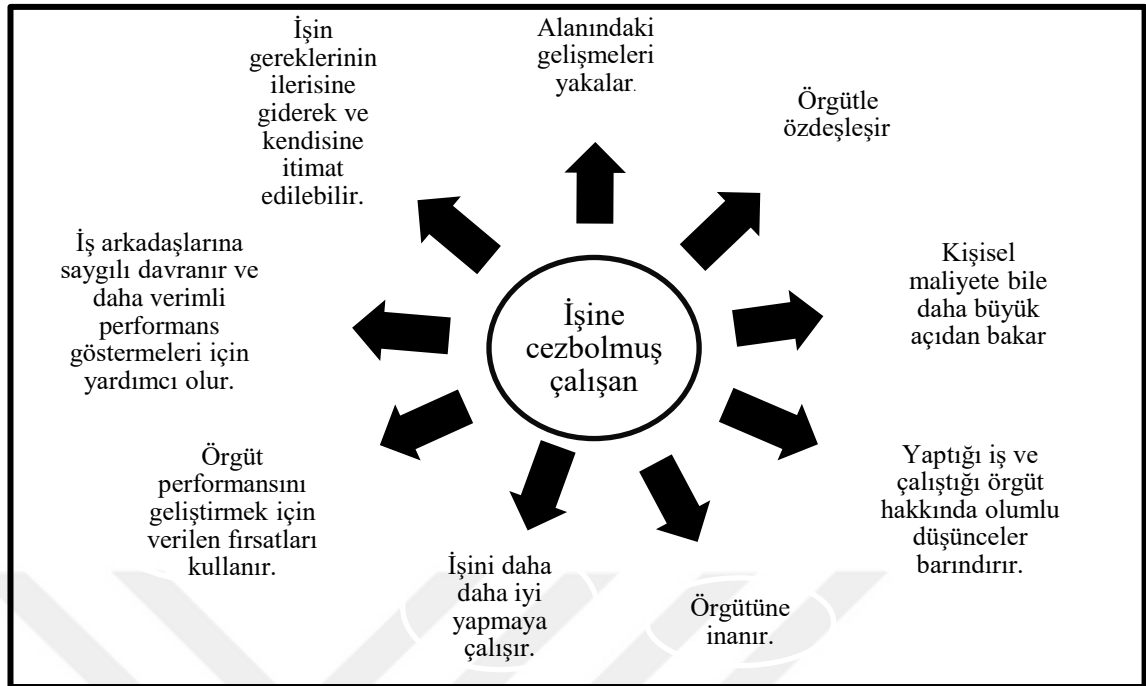 İşin
gereklerinin
ilerisine
giderek ve
kendisine
itimat
edilebilir.
Alanındaki
gelişmeleri
yakalar.
Örgütle
özdeşleşir
Kişisel
maliyete bile
daha büyük
açıdan bakar
Yaptığı iş ve
çalıştığı örgüt
hakkında olumlu
düşünceler
barındırır.
Örgütüne
inanır.
İşini daha
daha iyi
yapmaya
çalışır.
Örgüt
performansını
geliştirmek için
verilen fırsatları
kullanır.
İş arkadaşlarına
saygılı davranır ve
daha verimli
performans
göstermeleri için
yardımcı olur.
İşine
cezbolmuş
çalışan